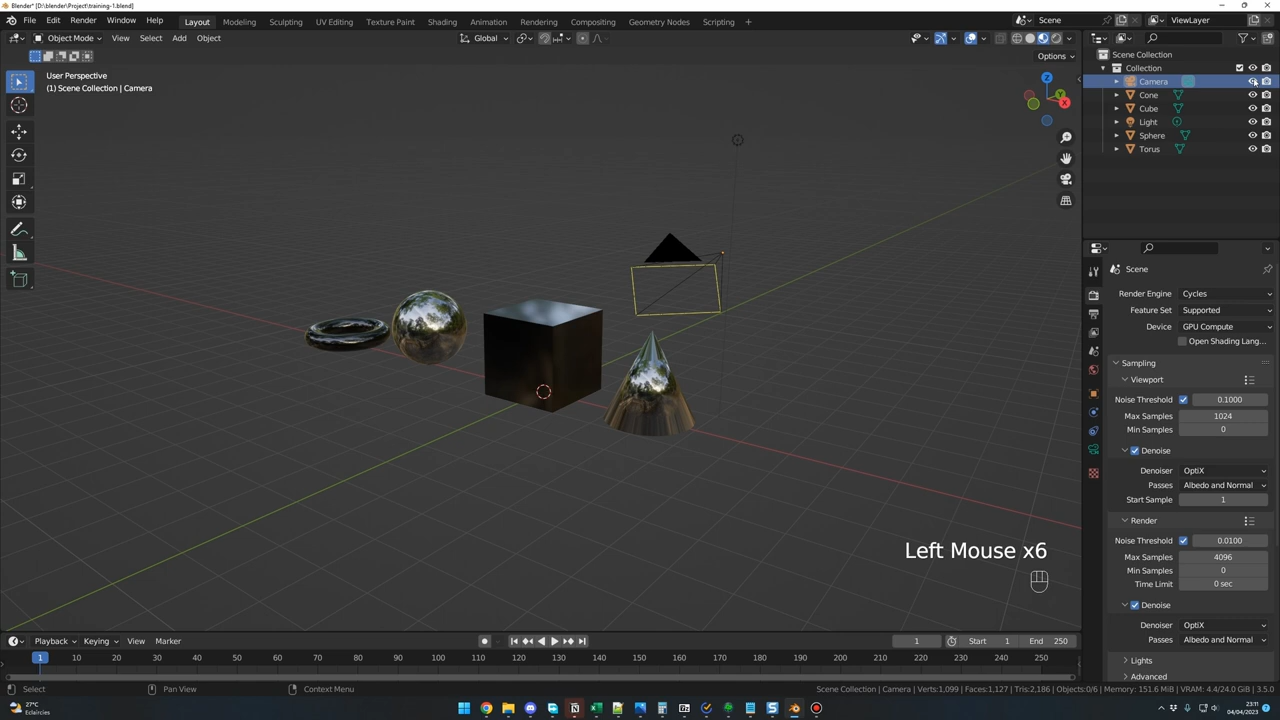 Blender* [D:\blender\Project\training-1.blend]
File Edit Render Window Help Layout Modeling Sculpting UV Editing Texture Paint Shading Animation Rendering Compositing Geometry Nodes Scripting + Scene ViewLayer
Object Mode View Select Add Object Global
Options
User Perspective
(1) Scene Collection | Camera
Z
Y
X
Left Mouse x6
Scene Collection
Collection
Camera
Cone
Cube
Light
Sphere
Torus
Scene
Render Engine Cycles
Feature Set Supported
Device GPU Compute
Open Shading Lang...
Sampling
Viewport
Noise Threshold 0.1000
Max Samples 1024
Min Samples 0
Denoise
Denoiser OptiX
Passes Albedo and Normal
Start Sample 1
Render
Noise Threshold 0.0100
Max Samples 4096
Min Samples 0
Time Limit 0 sec
Denoise
Denoiser OptiX
Passes Albedo and Normal
Lights
Advanced
Playback Keying View Marker 1 Start 1 End 250
1 10 20 30 40 50 60 70 80 90 100 110 120 130 140 150 160 170 180 190 200 210 220 230 240 250
Select Pan View Context Menu Scene Collection | Camera | Verts:1,099 | Faces:1,127 | Tris:2,186 | Objects:0/6 | Memory: 151.6 MiB | VRAM: 4.4/24.0 GiB | 3.5.0
27°C
Eclaircies
23:11
04/04/2023